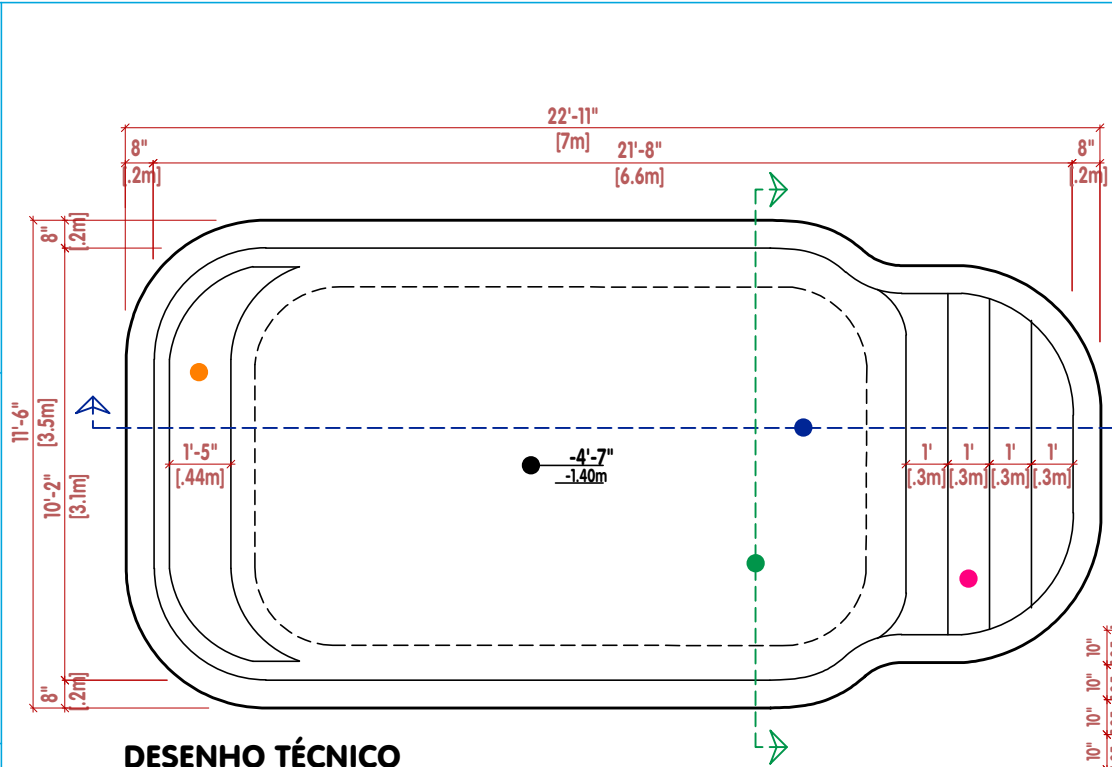 22'-11"
[7m]
8"
[.2m]
21'-8"
[6.6m]
8"
[.2m]
8"
[.2m]
11'-6"
[3.5m]
10'-2"
[3.1m]
1'-5"
[.44m]
-4'-7"
-1.40m
1'
[.3m]
1'
[.3m]
1'
[.3m]
1'
[.3m]
8"
[.2m]
10"
10"
10"
10"
DESENHO TÉCNICO